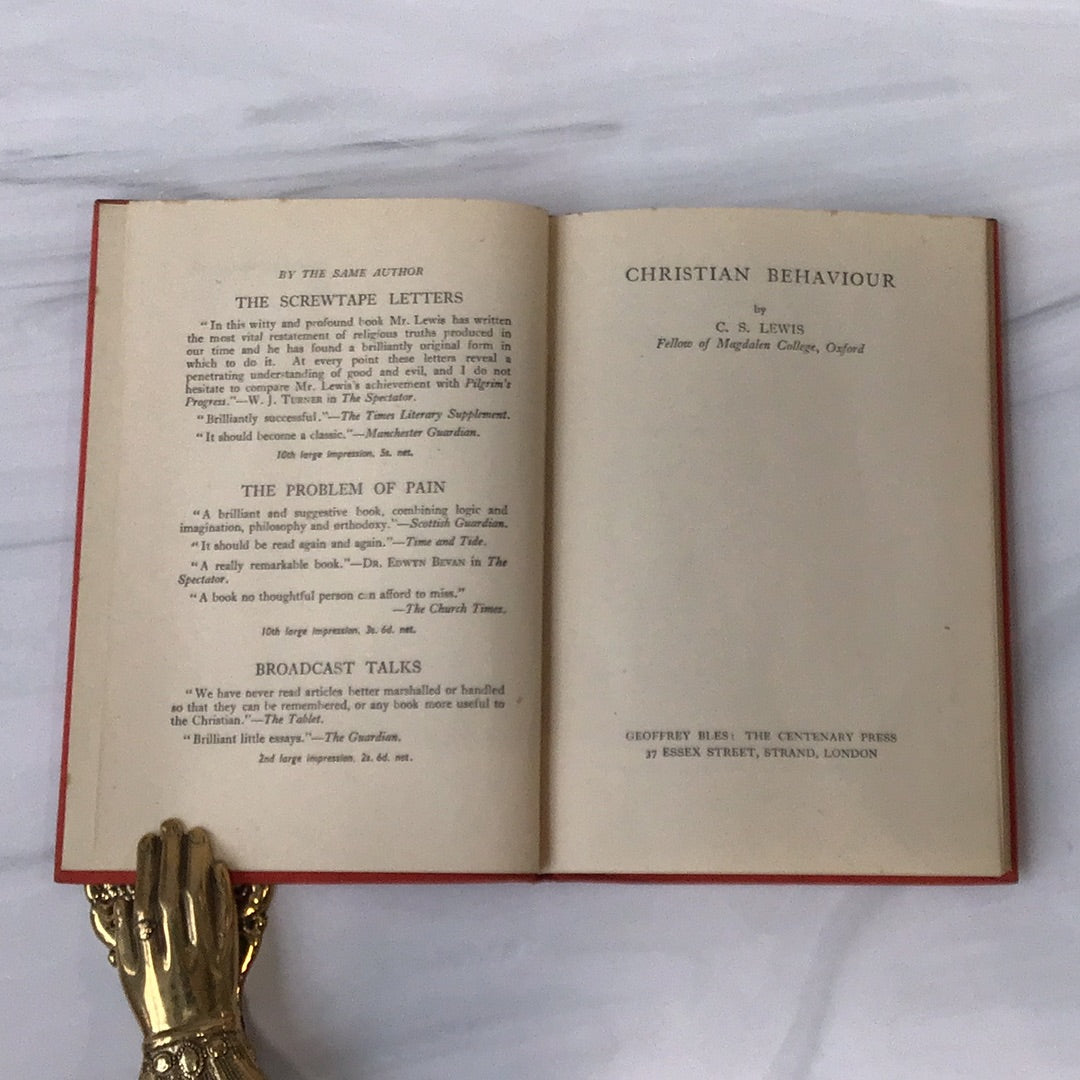 BY THE SAME AUTHOR
THE SCREWTAPE LETTERS
"In this witty and profound book Mr. Lewis has written
the most vital restatement of religious truths produced in
our time and he has found a brilliantly original form in
which to do it. At every point these letters reveal a
penetrating understanding of good and evil, and I do not
hesitate to compare Mr. Lewis's achievement with Pilgrim's
Progress."—W. J. TURNER in The Spectator.
"Brilliantly successful."—The Times Literary Supplement.
"It should become a classic."—Manchester Guardian.
10th large impression, 5s. net.
THE PROBLEM OF PAIN
"A brilliant and suggestive book, combining logic and
imagination, philosophy and orthodoxy."—Scottish Guardian.
"It should be read again and again."—Time and Tide.
"A really remarkable book."—DR. EDWYN BEVAN in The
Spectator.
"A book no thoughtful person can afford to miss."
—The Church Times.
10th large impression, 3s. 6d. net.
BROADCAST TALKS
"We have never read articles better marshalled or handled
so that they can be remembered, or any book more useful to
the Christian."—The Tablet.
"Brilliant little essays."—The Guardian.
2nd large impression, 2s. 6d. net.
CHRISTIAN BEHAVIOUR
by
C. S. LEWIS
Fellow of Magdalen College, Oxford
GEOFFREY BLES: THE CENTENARY PRESS
37 ESSEX STREET, STRAND, LONDON